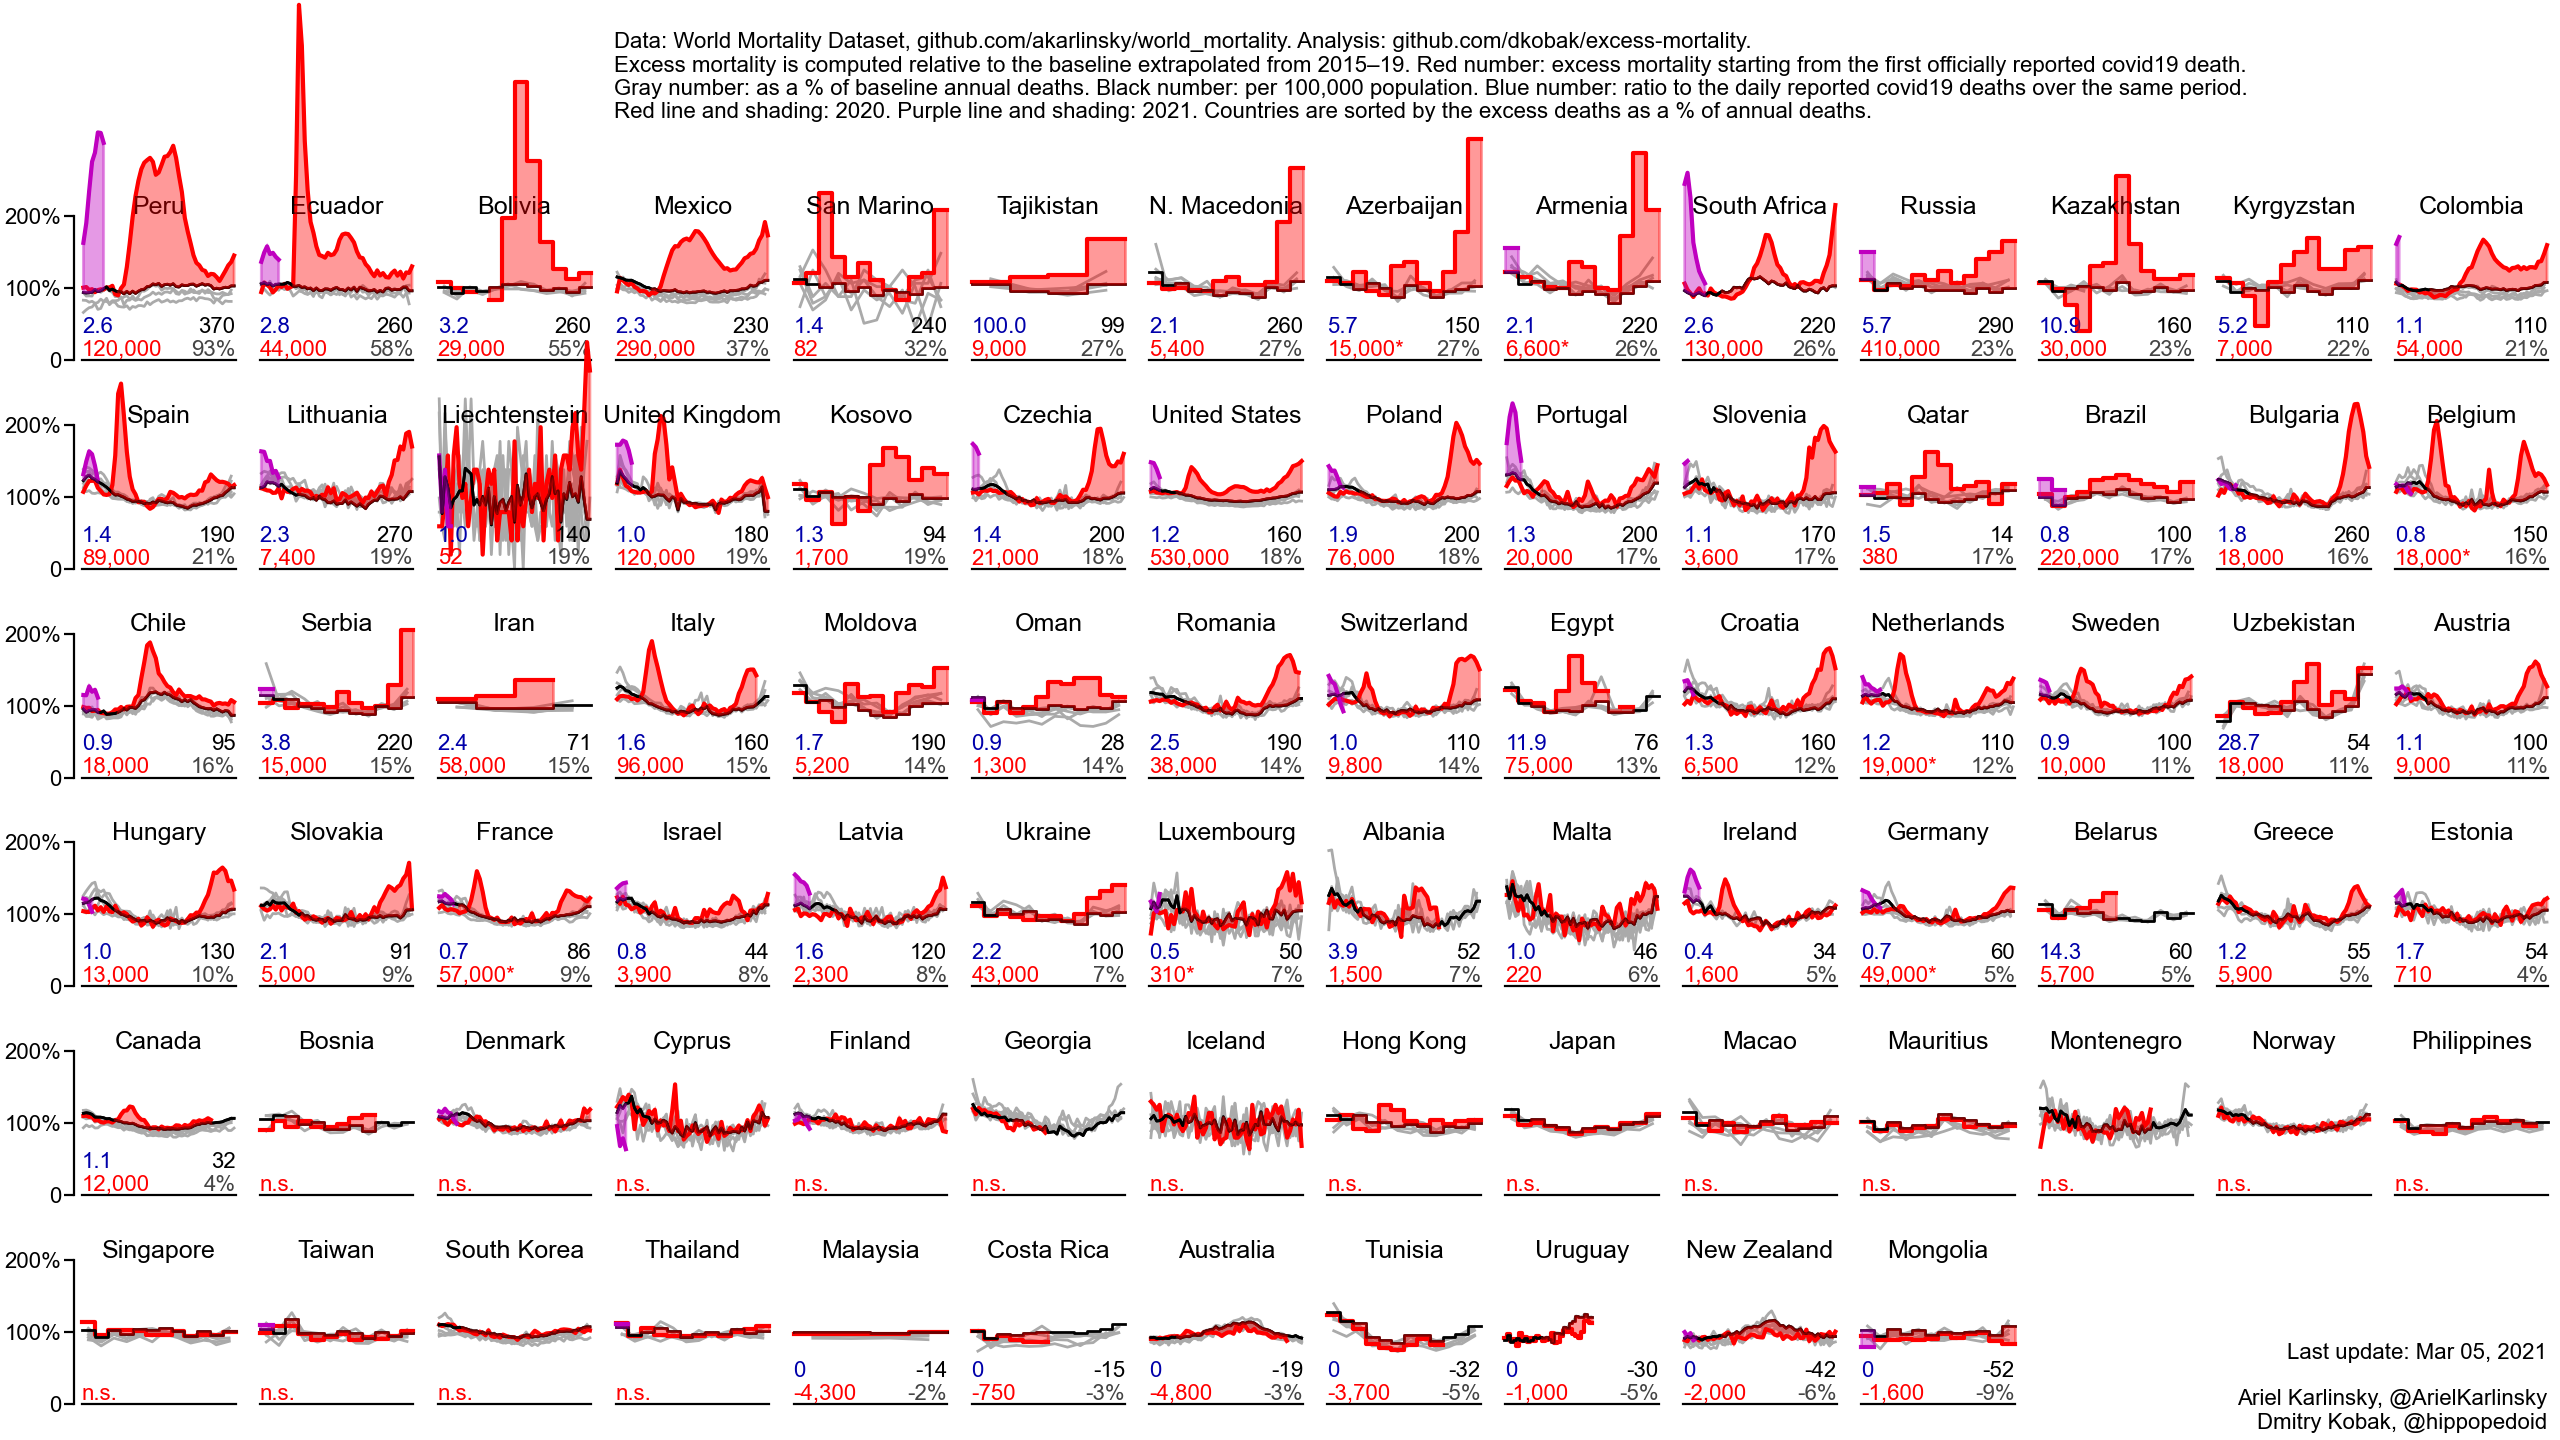 Data: World Mortality Dataset, github.com/akarlinsky/world_mortality. Analysis: github.com/dkobak/excess-mortality.
Excess mortality is computed relative to the baseline extrapolated from 2015–19. Red number: excess mortality starting from the first officially reported covid19 death.
Gray number: as a % of baseline annual deaths. Black number: per 100,000 population. Blue number: ratio to the daily reported covid19 deaths over the same period.
Red line and shading: 2020. Purple line and shading: 2021. Countries are sorted by the excess deaths as a % of annual deaths.
Peru Ecuador Bolivia Mexico San Marino Tajikistan N. Macedonia Azerbaijan Armenia South Africa Russia Kazakhstan Kyrgyzstan Colombia
200%
100%
2.6 370 2.8 260 3.2 260 2.3 230 1.4 240 100.0 99 2.1 260 5.7 150 2.1 220 2.6 220 5.7 290 10.9 160 5.2 110 1.1 110
0 120,000 93% 44,000 58% 29,000 55% 290,000 37% 82 32% 9,000 27% 5,400 27% 15,000* 27% 6,600* 26% 130,000 26% 410,000 23% 30,000 23% 7,000 22% 54,000 21%
Spain Lithuania Liechtenstein United Kingdom Kosovo Czechia United States Poland Portugal Slovenia Qatar Brazil Bulgaria Belgium
200%
100%
1.4 190 2.3 270 1.0 140 1.0 180 1.3 94 1.4 200 1.2 160 1.9 200 1.3 200 1.1 170 1.5 14 0.8 100 1.8 260 0.8 150
0 89,000 21% 7,400 19% 52 19% 120,000 19% 1,700 19% 21,000 18% 530,000 18% 76,000 18% 20,000 17% 3,600 17% 380 17% 220,000 17% 18,000 16% 18,000* 16%
Chile Serbia Iran Italy Moldova Oman Romania Switzerland Egypt Croatia Netherlands Sweden Uzbekistan Austria
200%
100%
0.9 95 3.8 220 2.4 71 1.6 160 1.7 190 0.9 28 2.5 190 1.0 110 11.9 76 1.3 160 1.2 110 0.9 100 28.7 54 1.1 100
0 18,000 16% 15,000 15% 58,000 15% 96,000 15% 5,200 14% 1,300 14% 38,000 14% 9,800 14% 75,000 13% 6,500 12% 19,000* 12% 10,000 11% 18,000 11% 9,000 11%
Hungary Slovakia France Israel Latvia Ukraine Luxembourg Albania Malta Ireland Germany Belarus Greece Estonia
200%
100%
1.0 130 2.1 91 0.7 86 0.8 44 1.6 120 2.2 100 0.5 50 3.9 52 1.0 46 0.4 34 0.7 60 14.3 60 1.2 55 1.7 54
0 13,000 10% 5,000 9% 57,000* 9% 3,900 8% 2,300 8% 43,000 7% 310* 7% 1,500 7% 220 6% 1,600 5% 49,000* 5% 5,700 5% 5,900 5% 710 4%
Canada Bosnia Denmark Cyprus Finland Georgia Iceland Hong Kong Japan Macao Mauritius Montenegro Norway Philippines
200%
100%
1.1 32
0 12,000 4% n.s. n.s. n.s. n.s. n.s. n.s. n.s. n.s. n.s. n.s. n.s. n.s. n.s.
Singapore Taiwan South Korea Thailand Malaysia Costa Rica Australia Tunisia Uruguay New Zealand Mongolia
200%
100%
0 -14 0 -15 0 -19 0 -32 0 -30 0 -42 0 -52
0 n.s. n.s. n.s. n.s. -4,300 -2% -750 -3% -4,800 -3% -3,700 -5% -1,000 -5% -2,000 -6% -1,600 -9%
Last update: Mar 05, 2021
Ariel Karlinsky, @ArielKarlinsky
Dmitry Kobak, @hippopedoid